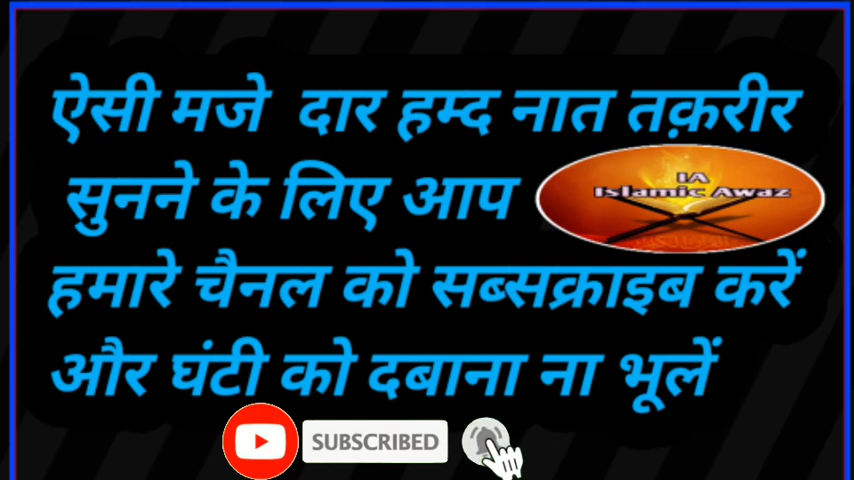 ऐसी मजे दार हम्द नात तक़रीर
सुनने के लिए आप
IA
Islamic Awaz
हमारे चैनल को सब्सक्राइब करें
और घंटी को दबाना ना भूलें
SUBSCRIBED